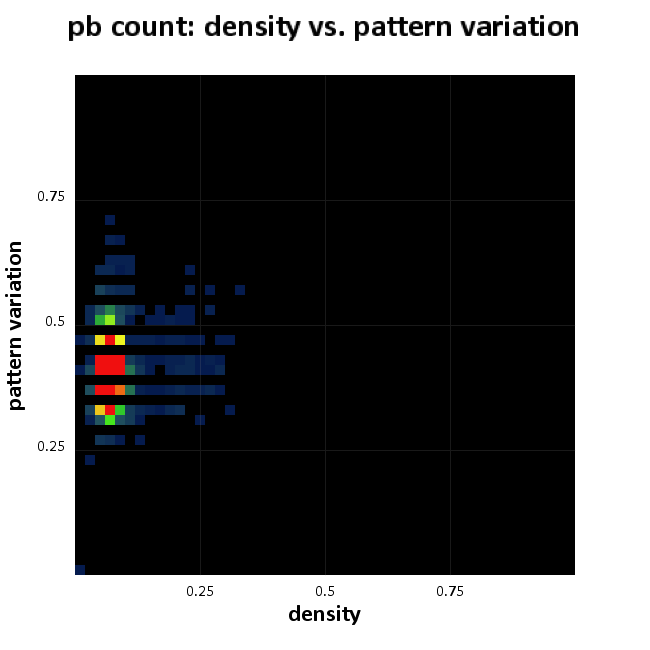 pb count: density vs. pattern variation
0.75
0.5
0.25
pattern variation
0.25 0.5 0.75
density